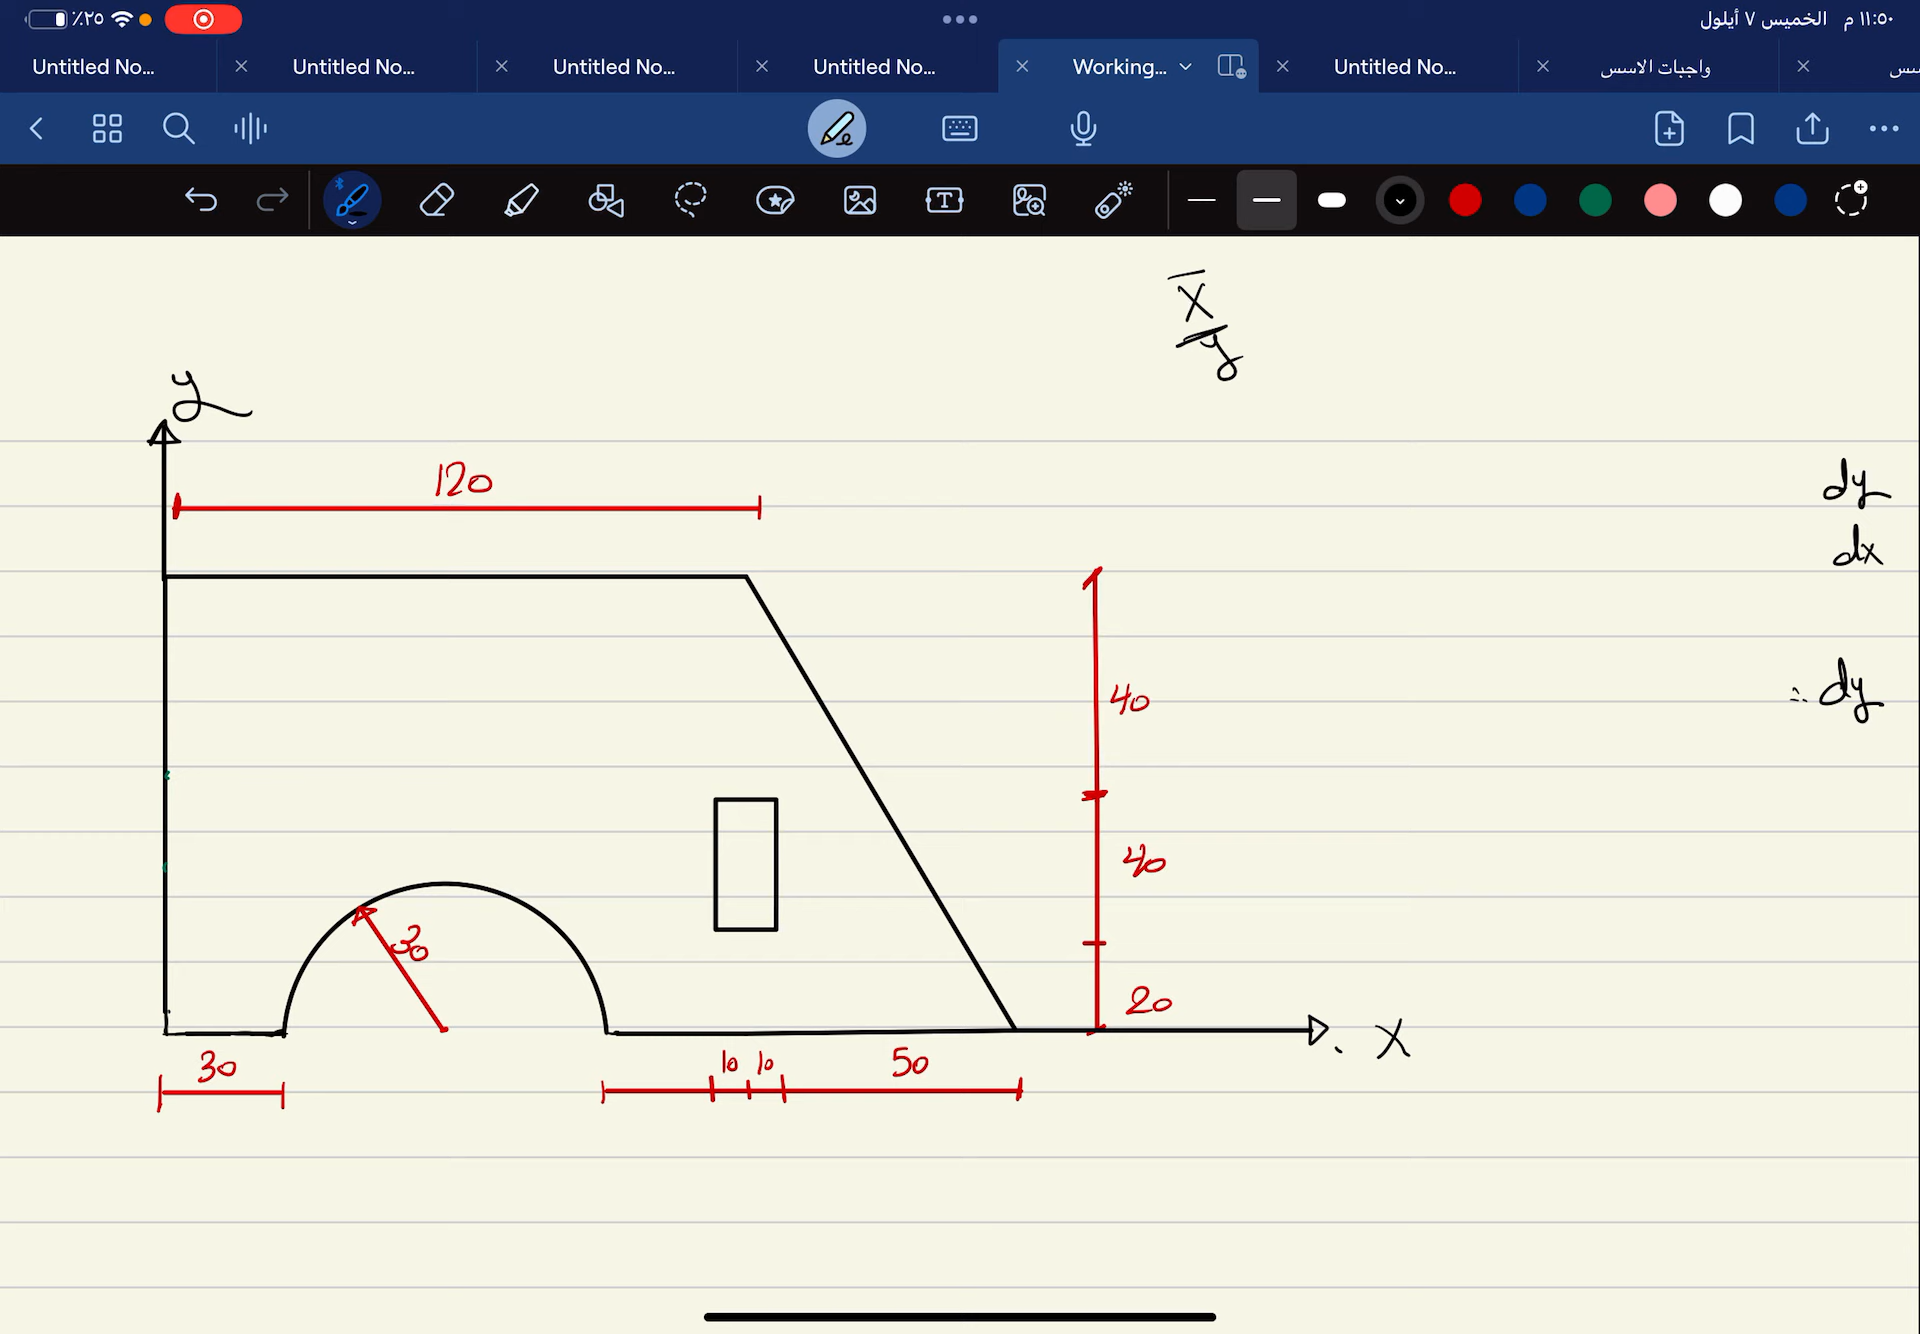 ٪٢٥
١١:٥٠ م الخميس ٧ أيلول
Untitled No...
Untitled No...
Untitled No...
Untitled No...
Working...
Untitled No...
واجبات الاسس
x̄
ȳ
y
120
dy
dx
40
∴ dy
40
30
20
x
30
10
10
50